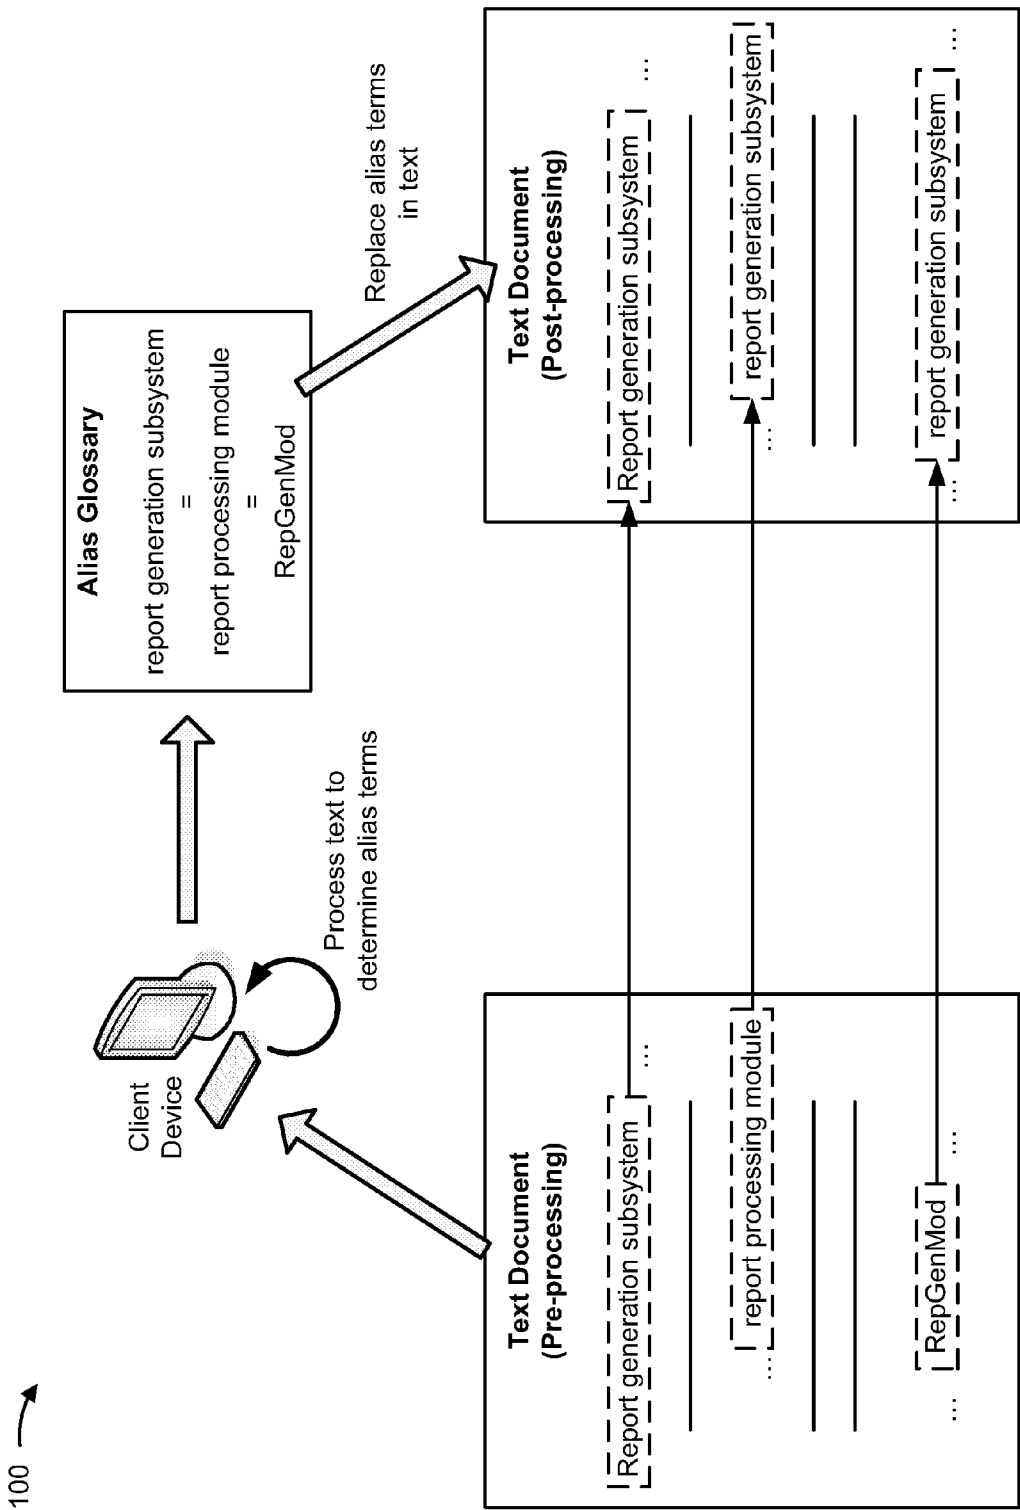 100
Client
Device
Process text to
determine alias terms
Alias Glossary
report generation subsystem
=
report processing module
=
RepGenMod
Replace alias terms
in text
Text Document
(Pre-processing)
Report generation subsystem
...
... report processing module
... RepGenMod ...
Text Document
(Post-processing)
Report generation subsystem
...
... report generation subsystem
... report generation subsystem ...